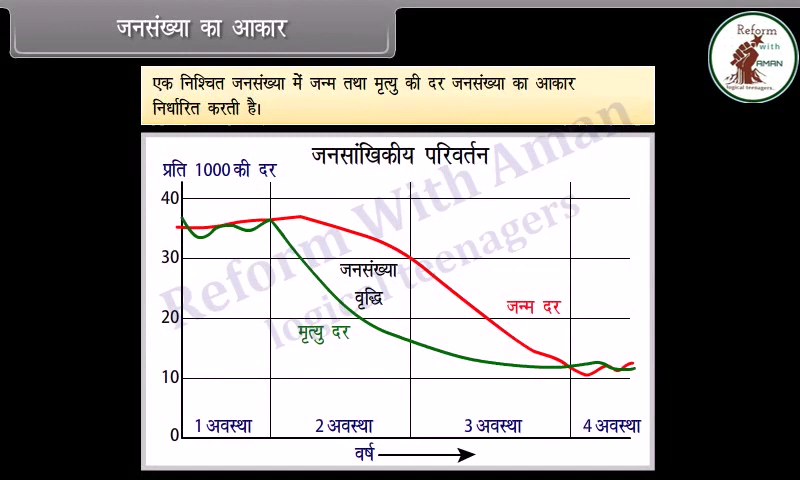 जनसंख्या का आकार
Reform
with
AMAN
logical teenagers.
एक निश्चित जनसंख्या में जन्म तथा मृत्यु की दर जनसंख्या का आकार
निर्धारित करती है।
जनसांखिकीय परिवर्तन
प्रति 1000 की दर
40
30
20
10
0
जनसंख्या
वृद्धि
जन्म दर
मृत्यु दर
1 अवस्था
2 अवस्था
3 अवस्था
4 अवस्था
वर्ष
Reform With Aman
logical teenagers